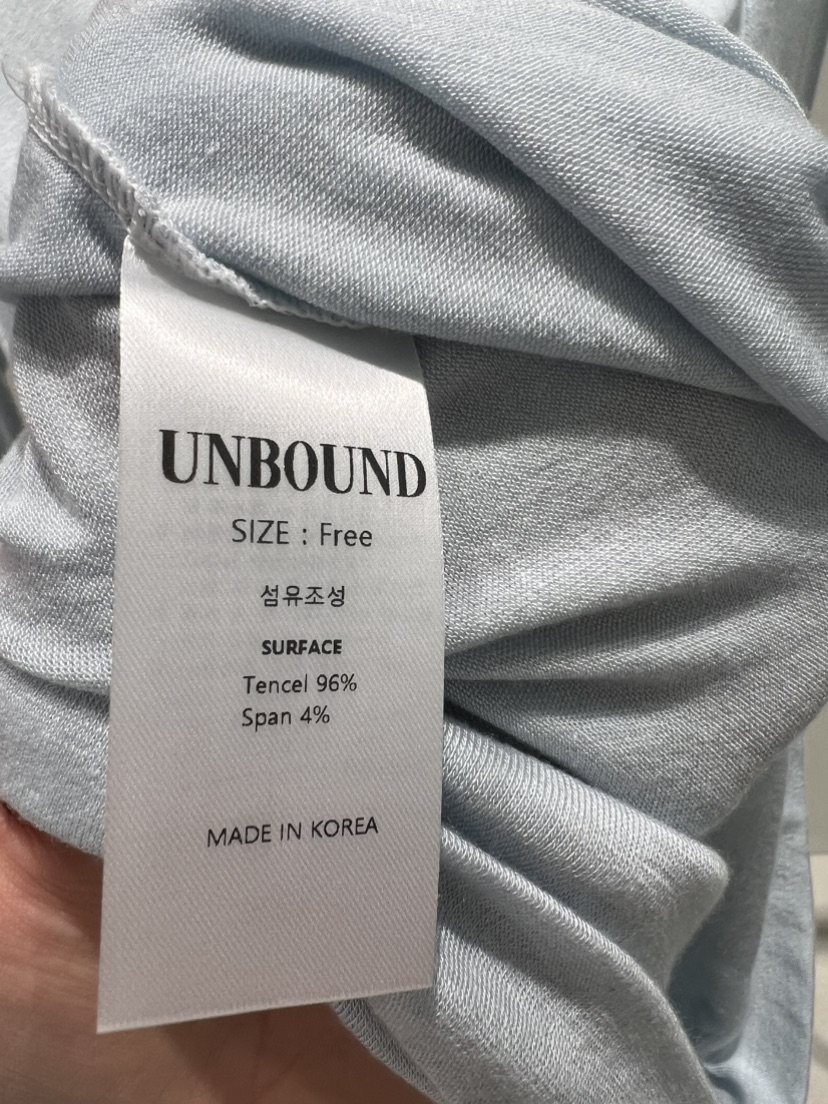 UNBOUND
SIZE : Free
섬유조성
SURFACE
Tencel 96%
Span 4%
MADE IN KOREA